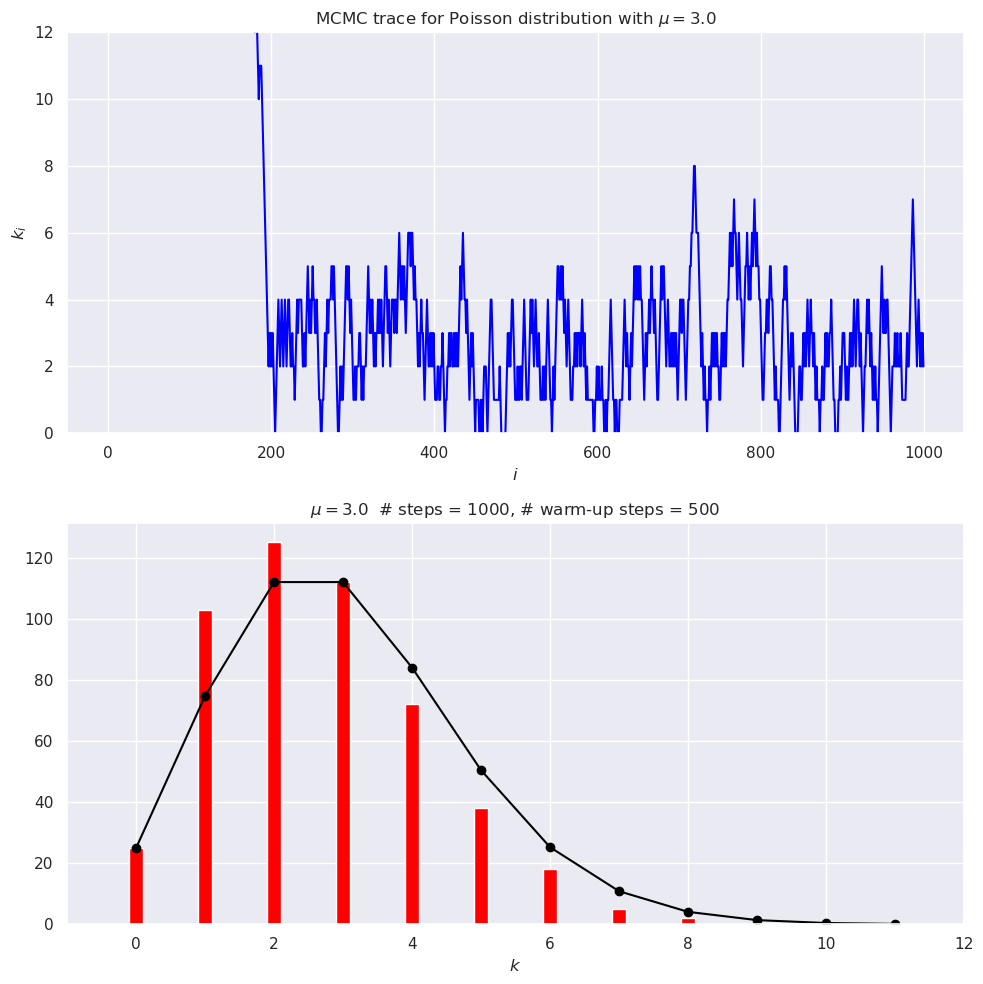 MCMC trace for Poisson distribution with μ = 3.0
12
10
8
6
4
2
0
k_i
0 200 400 600 800 1000
i
μ = 3.0 # steps = 1000, # warm-up steps = 500
120
100
80
60
40
20
0
0 2 4 6 8 10 12
k